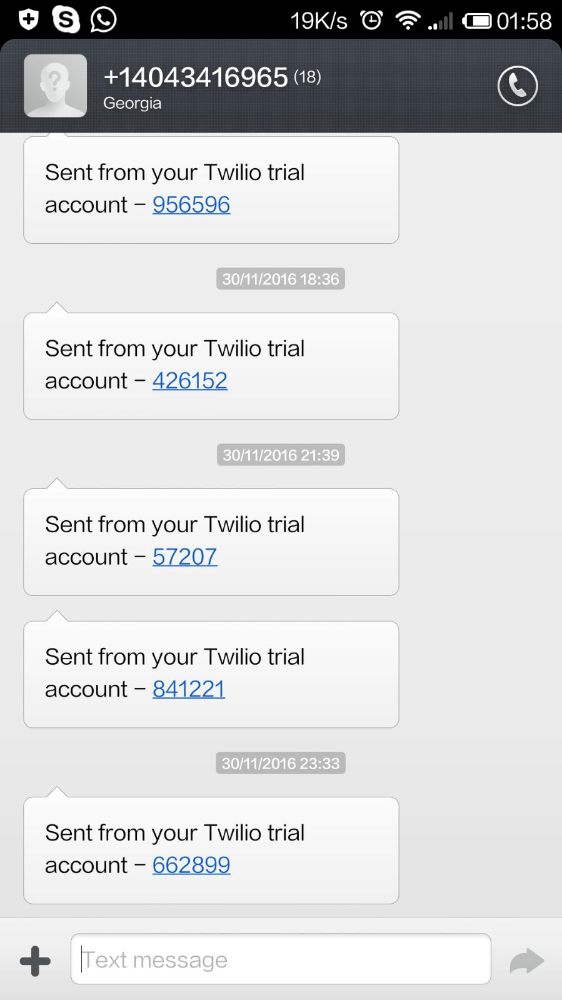 19K/s 01:58
+14043416965 (18)
Georgia
Sent from your Twilio trial
account – 956596
30/11/2016 18:36
Sent from your Twilio trial
account – 426152
30/11/2016 21:39
Sent from your Twilio trial
account – 57207
Sent from your Twilio trial
account – 841221
30/11/2016 23:33
Sent from your Twilio trial
account – 662899
Text message